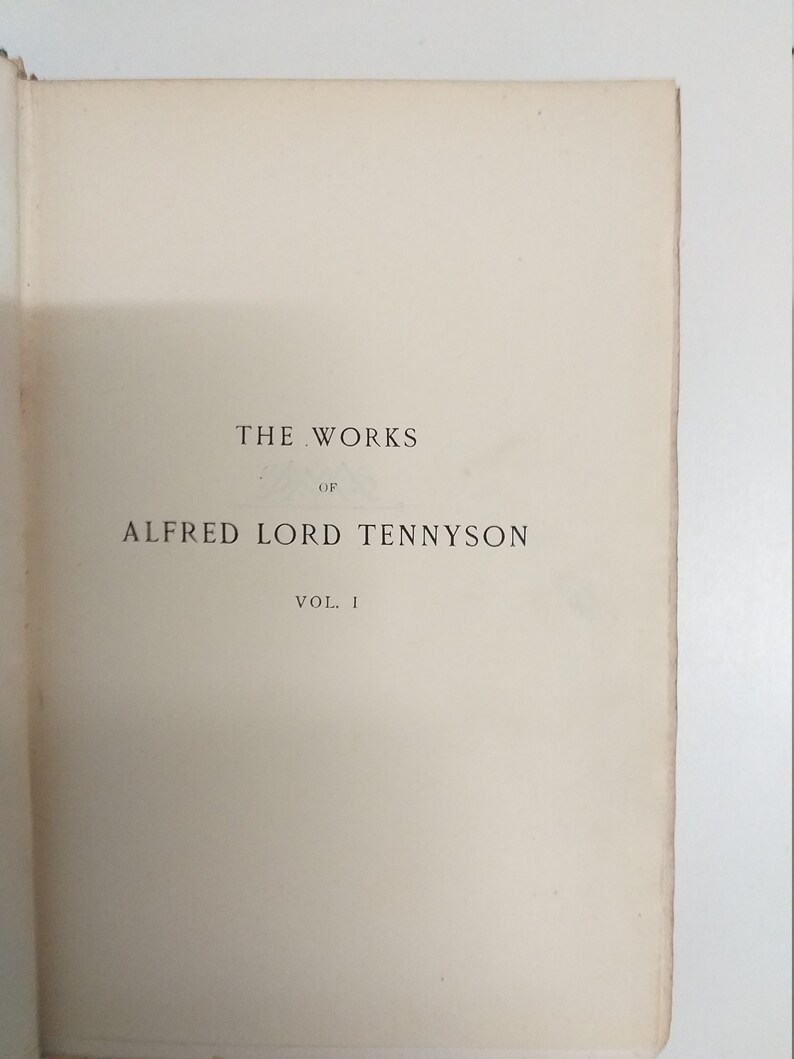 THE WORKS
OF
ALFRED LORD TENNYSON
VOL. I